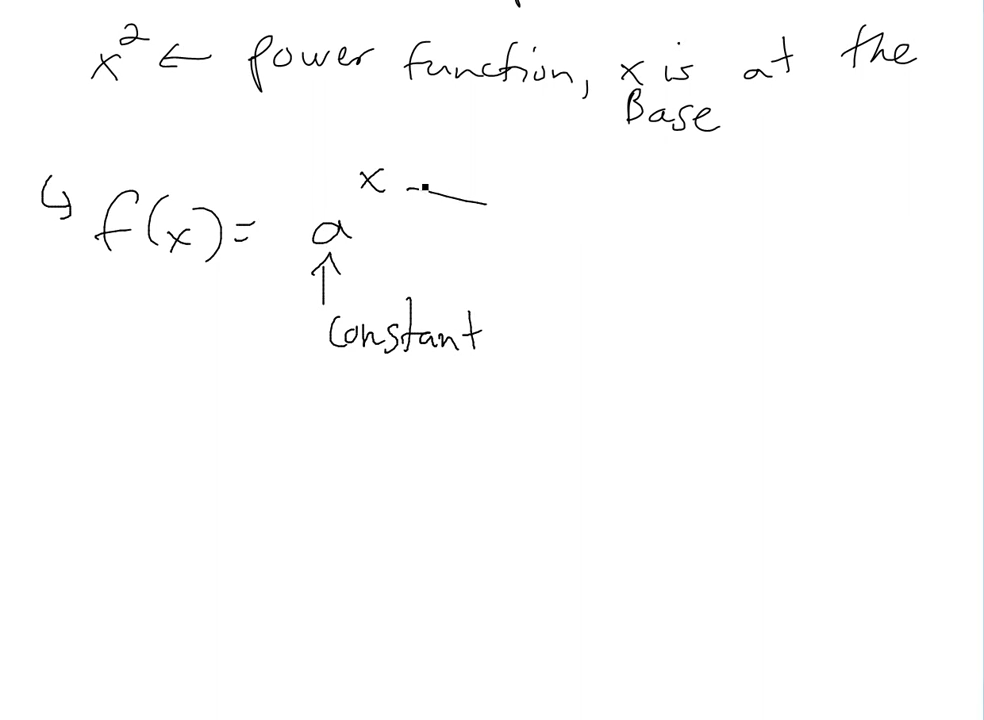 x² ← power function, x is at the
Base
↳ f(x) = aˣ
↑
constant